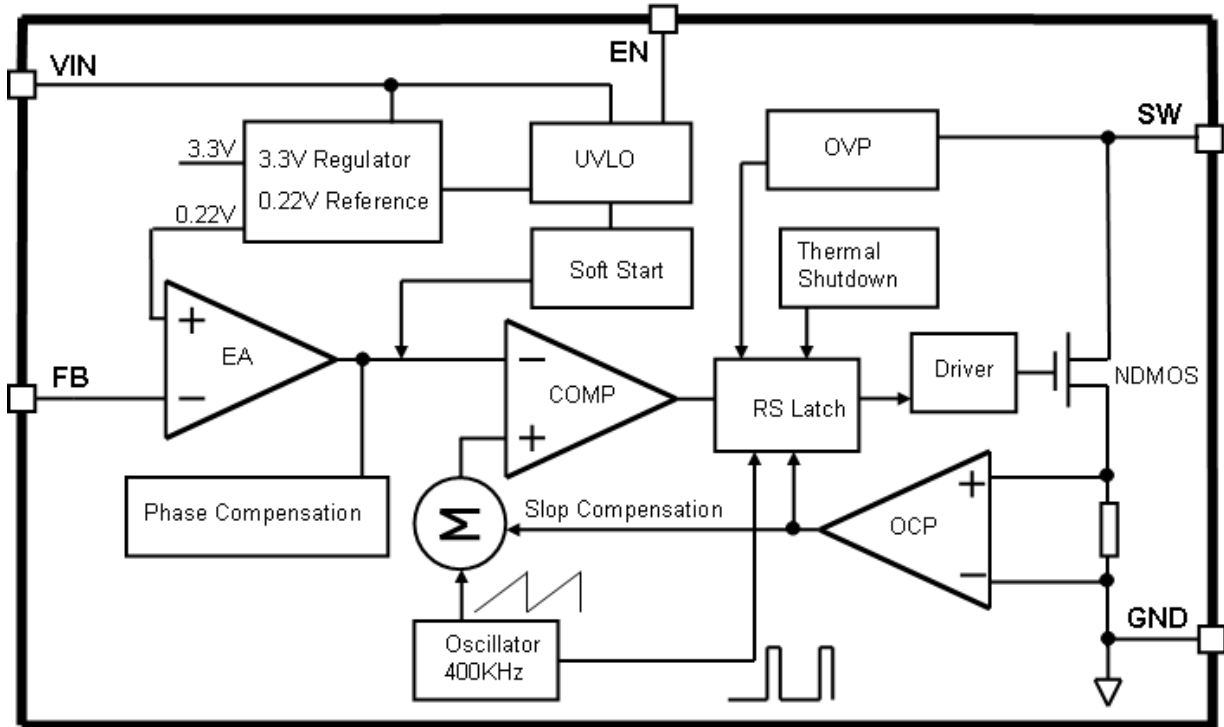 EN
VIN
SW
OVP
3.3V
3.3V Regulator
UVLO
0.22V Reference
0.22V
Thermal
Shutdown
Soft Start
+
EA
−
FB
−
COMP
+
RS Latch
Driver
NDMOS
Phase Compensation
Σ
Slop Compensation
+
OCP
−
GND
Oscillator
400KHz